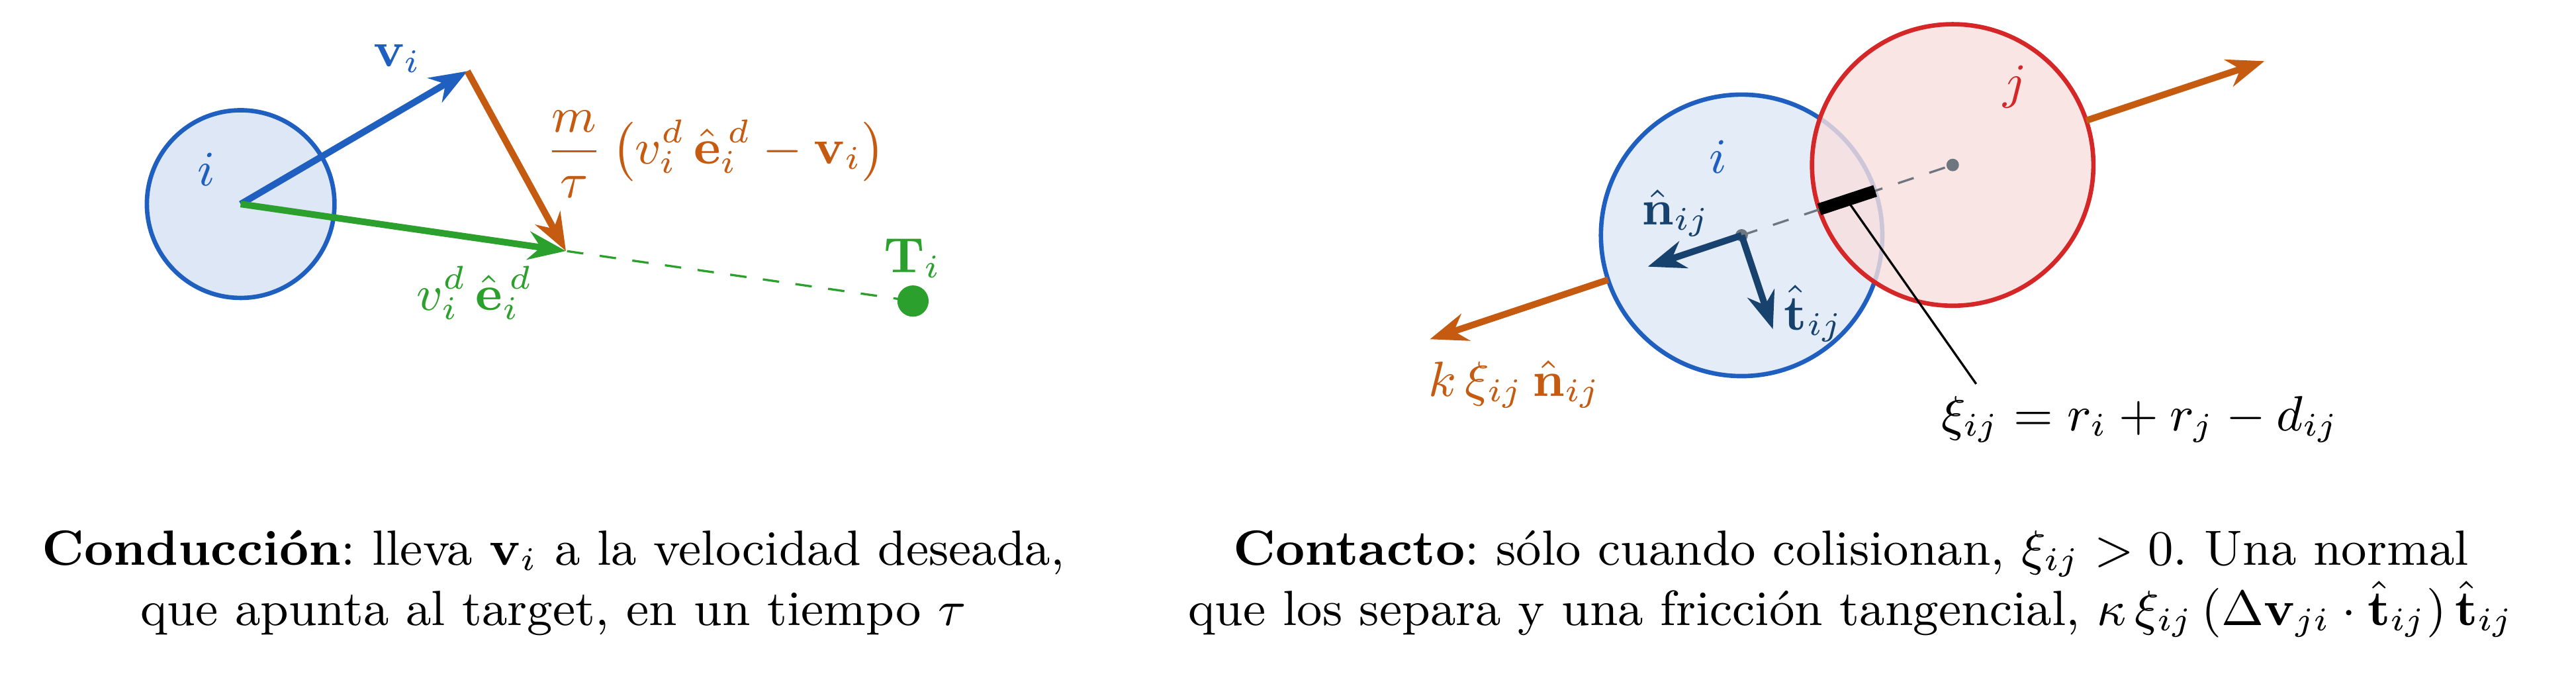 v_i
i
m/τ (v_i^d ê_i^d − v_i)
v_i^d ê_i^d
T_i
j
i
n̂_ij
t̂_ij
k ξ_ij n̂_ij
ξ_ij = r_i + r_j − d_ij
Conducción: lleva v_i a la velocidad deseada,
que apunta al target, en un tiempo τ
Contacto: sólo cuando colisionan, ξ_ij > 0. Una normal
que los separa y una fricción tangencial, κ ξ_ij (Δv_ji · t̂_ij) t̂_ij